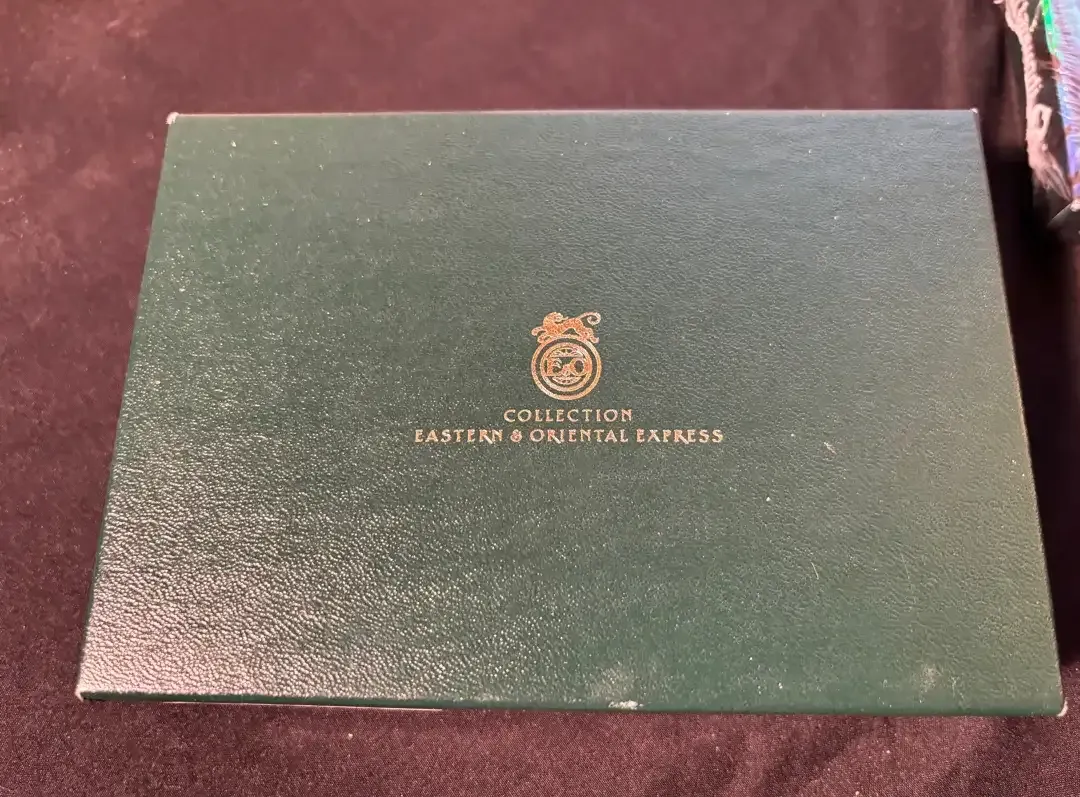 E&O
COLLECTION
EASTERN & ORIENTAL EXPRESS